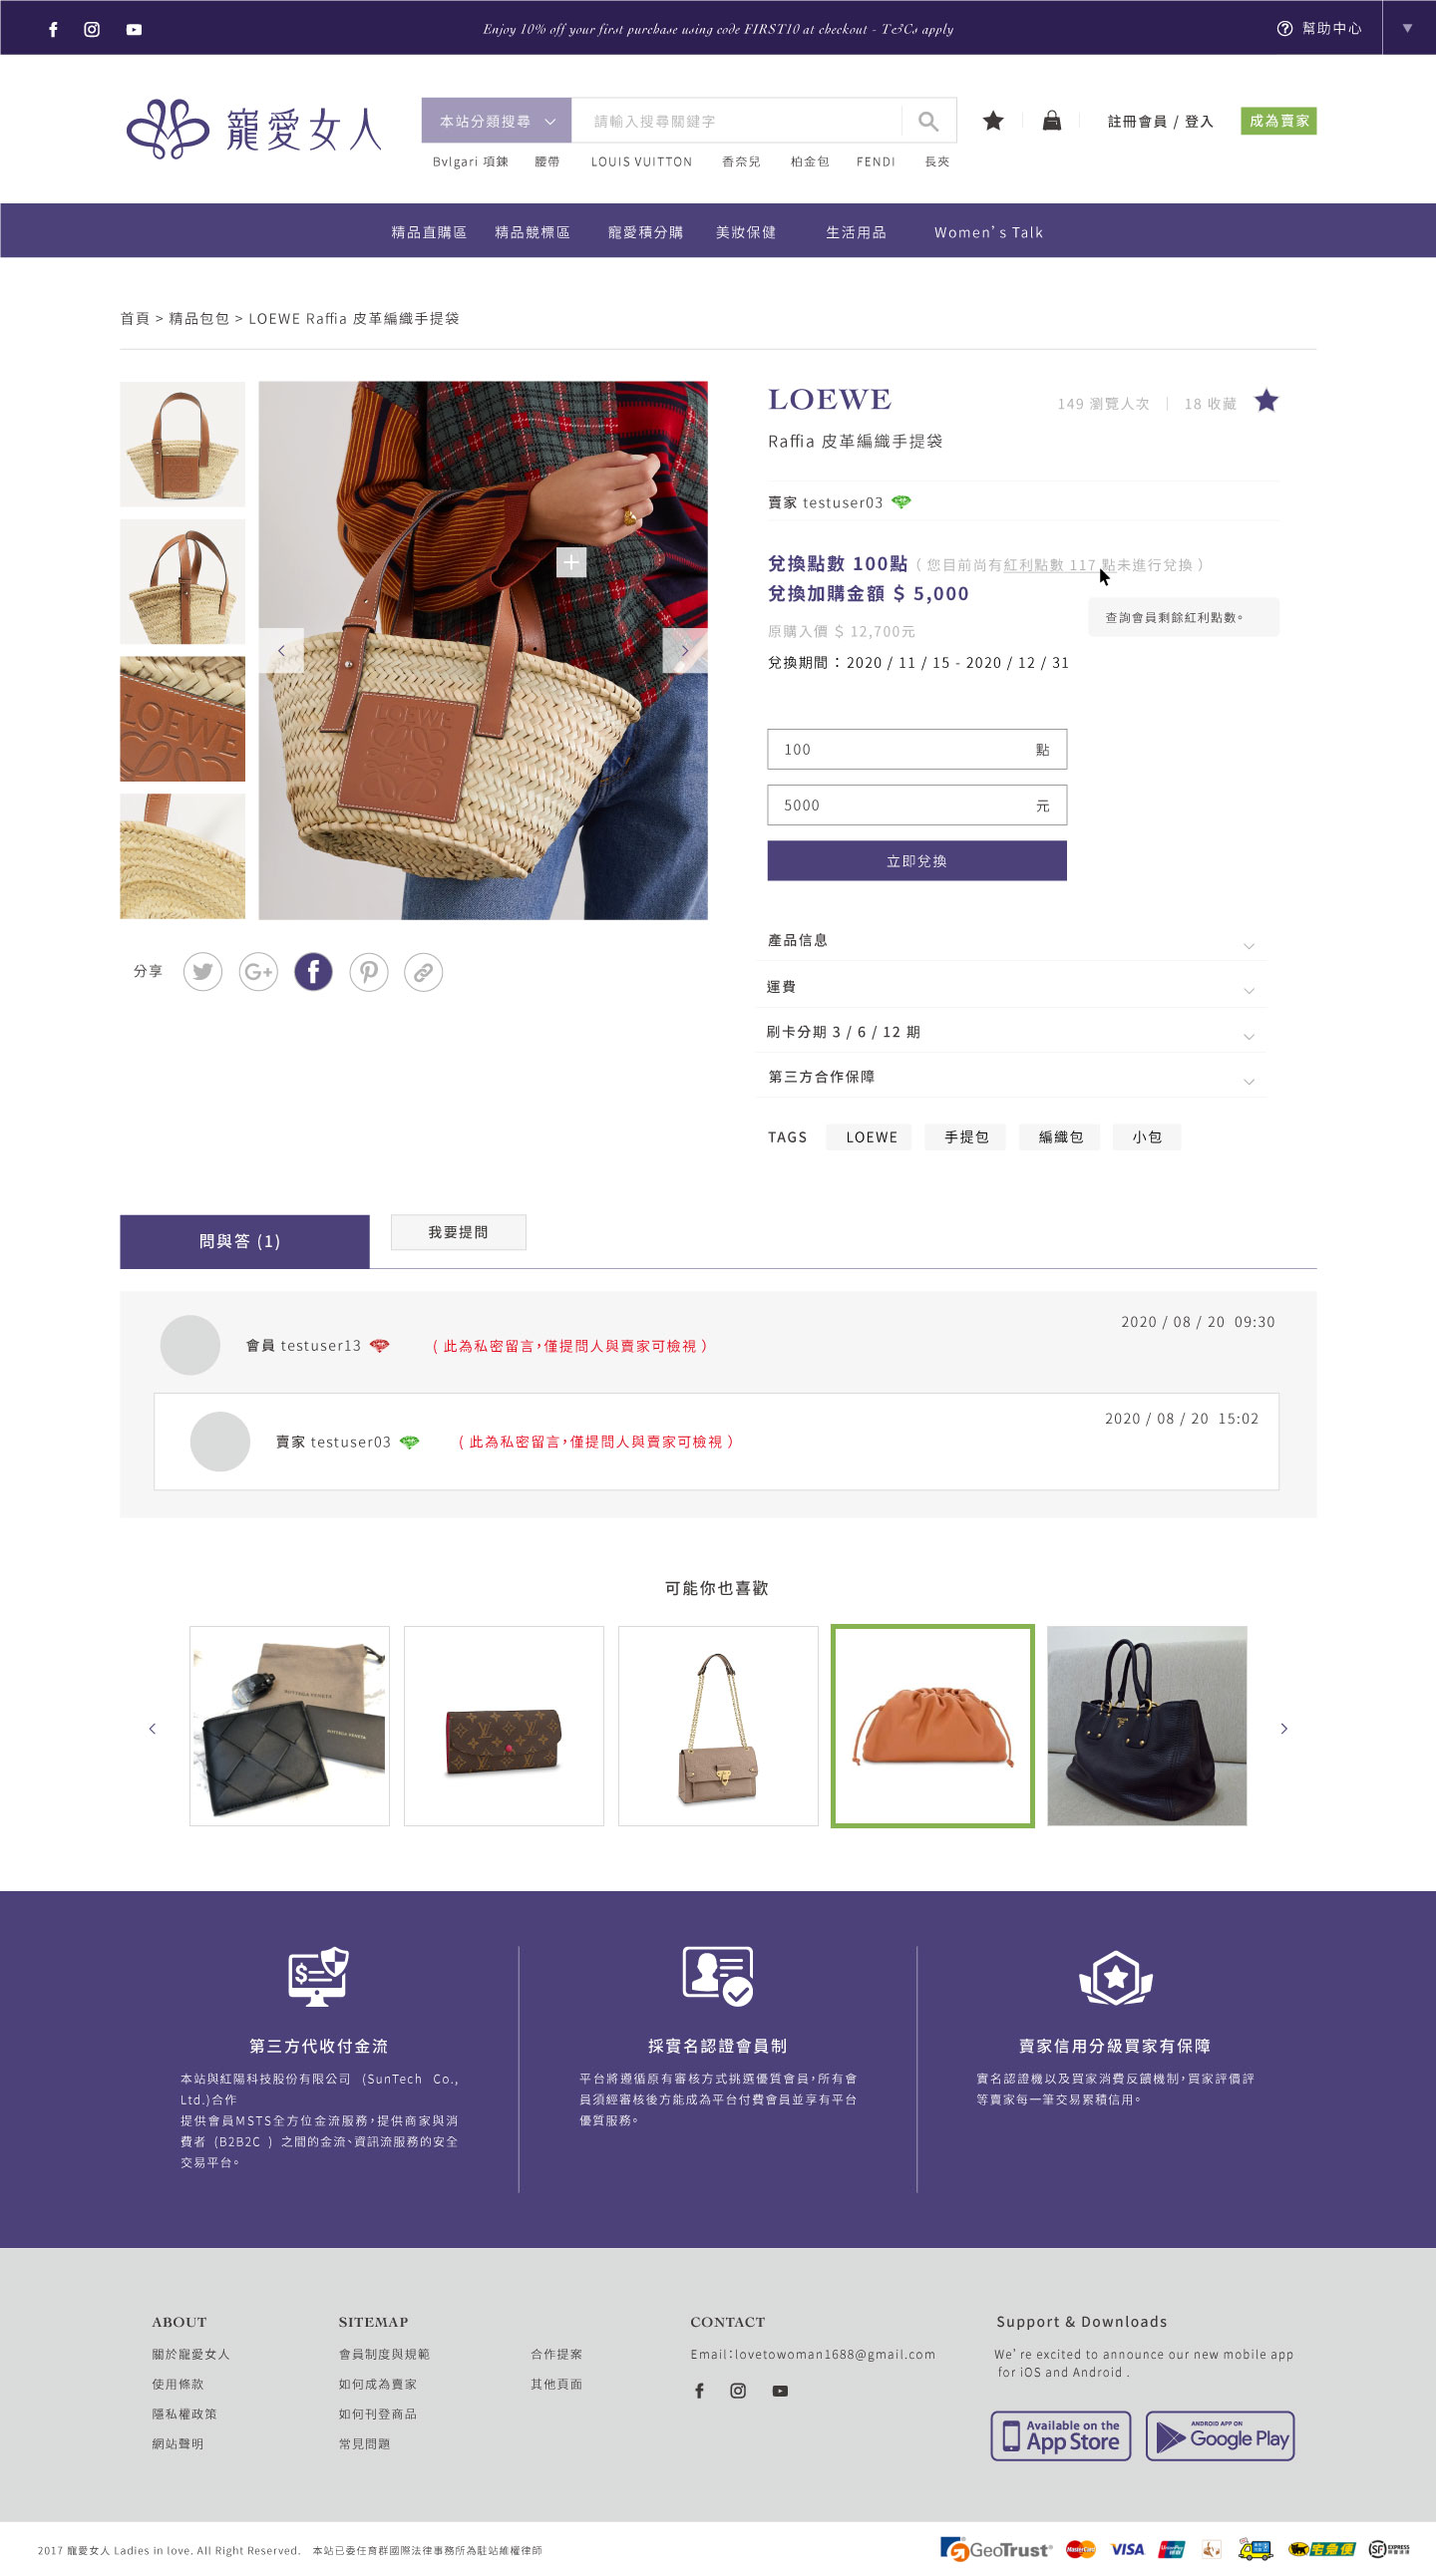 Enjoy 10% off your first purchase using code FIRST10 at checkout - T&Cs apply
幫助中心
寵愛女人
本站分類搜尋
請輸入搜尋關鍵字
註冊會員 / 登入
成為賣家
Bvlgari 項鍊 腰帶 LOUIS VUITTON 香奈兒 柏金包 FENDI 長夾
精品直購區 精品競標區 寵愛積分購 美妝保健 生活用品 Women's Talk
首頁 > 精品包包 > LOEWE Raffia 皮革編織手提袋
LOEWE
149 瀏覽人次 | 18 收藏
Raffia 皮革編織手提袋
賣家 testuser03
兌換點數 100點 ( 您目前尚有紅利點數 117 點未進行兌換 )
兌換加購金額 $ 5,000
查詢會員剩餘紅利點數。
原購入價 $ 12,700元
兌換期間：2020 / 11 / 15 - 2020 / 12 / 31
100 點
5000 元
立即兌換
LOEWE
LOEWE
分享
產品信息
運費
刷卡分期 3 / 6 / 12 期
第三方合作保障
TAGS LOEWE 手提包 編織包 小包
問與答 (1)
我要提問
2020 / 08 / 20 09:30
會員 testuser13 ( 此為私密留言，僅提問人與賣家可檢視 )
2020 / 08 / 20 15:02
賣家 testuser03 ( 此為私密留言，僅提問人與賣家可檢視 )
可能你也喜歡
BOTTEGA VENETA
BOTTEGA VENETA
第三方代收付金流
本站與紅陽科技股份有限公司 (SunTech Co.,
Ltd.)合作
提供會員MSTS全方位金流服務，提供商家與消
費者 (B2B2C ) 之間的金流、資訊流服務的安全
交易平台。
採實名認證會員制
平台將遵循原有審核方式挑選優質會員，所有會
員須經審核後方能成為平台付費會員並享有平台
優質服務。
賣家信用分級買家有保障
實名認證機以及買家消費反饋機制，買家評價評
等賣家每一筆交易累積信用。
ABOUT
關於寵愛女人
使用條款
隱私權政策
網站聲明
SITEMAP
會員制度與規範
如何成為賣家
如何刊登商品
常見問題
合作提案
其他頁面
CONTACT
Email：lovetowoman1688@gmail.com
Support & Downloads
We're excited to announce our new mobile app
for iOS and Android .
Available on the
App Store
ANDROID APP ON
Google Play
2017 寵愛女人 Ladies in love. All Right Reserved. 本站已委任育群國際法律事務所為駐站維權律師
GeoTrust
MasterCard
VISA
UnionPay
宅急便
SF EXPRESS